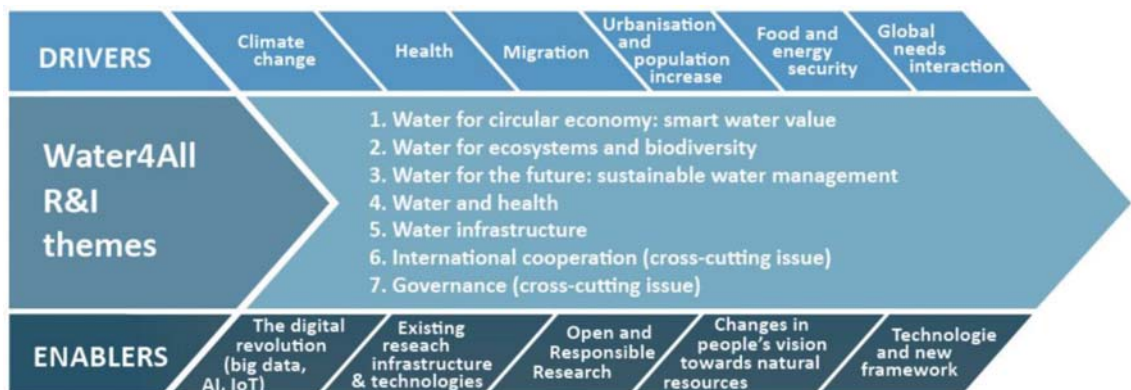 DRIVERS
Climate
change
Health
Migration
Urbanisation
and
population
increase
Food and
energy
security
Global
needs
interaction
Water4All
R&I
themes
1. Water for circular economy: smart water value
2. Water for ecosystems and biodiversity
3. Water for the future: sustainable water management
4. Water and health
5. Water infrastructure
6. International cooperation (cross-cutting issue)
7. Governance (cross-cutting issue)
ENABLERS
The digital
revolution
(big data,
AI, IoT)
Existing
reseach
infrastructure
& technologies
Open and
Responsible
Research
Changes in
people's vision
towards natural
resources
Technologie
and new
framework